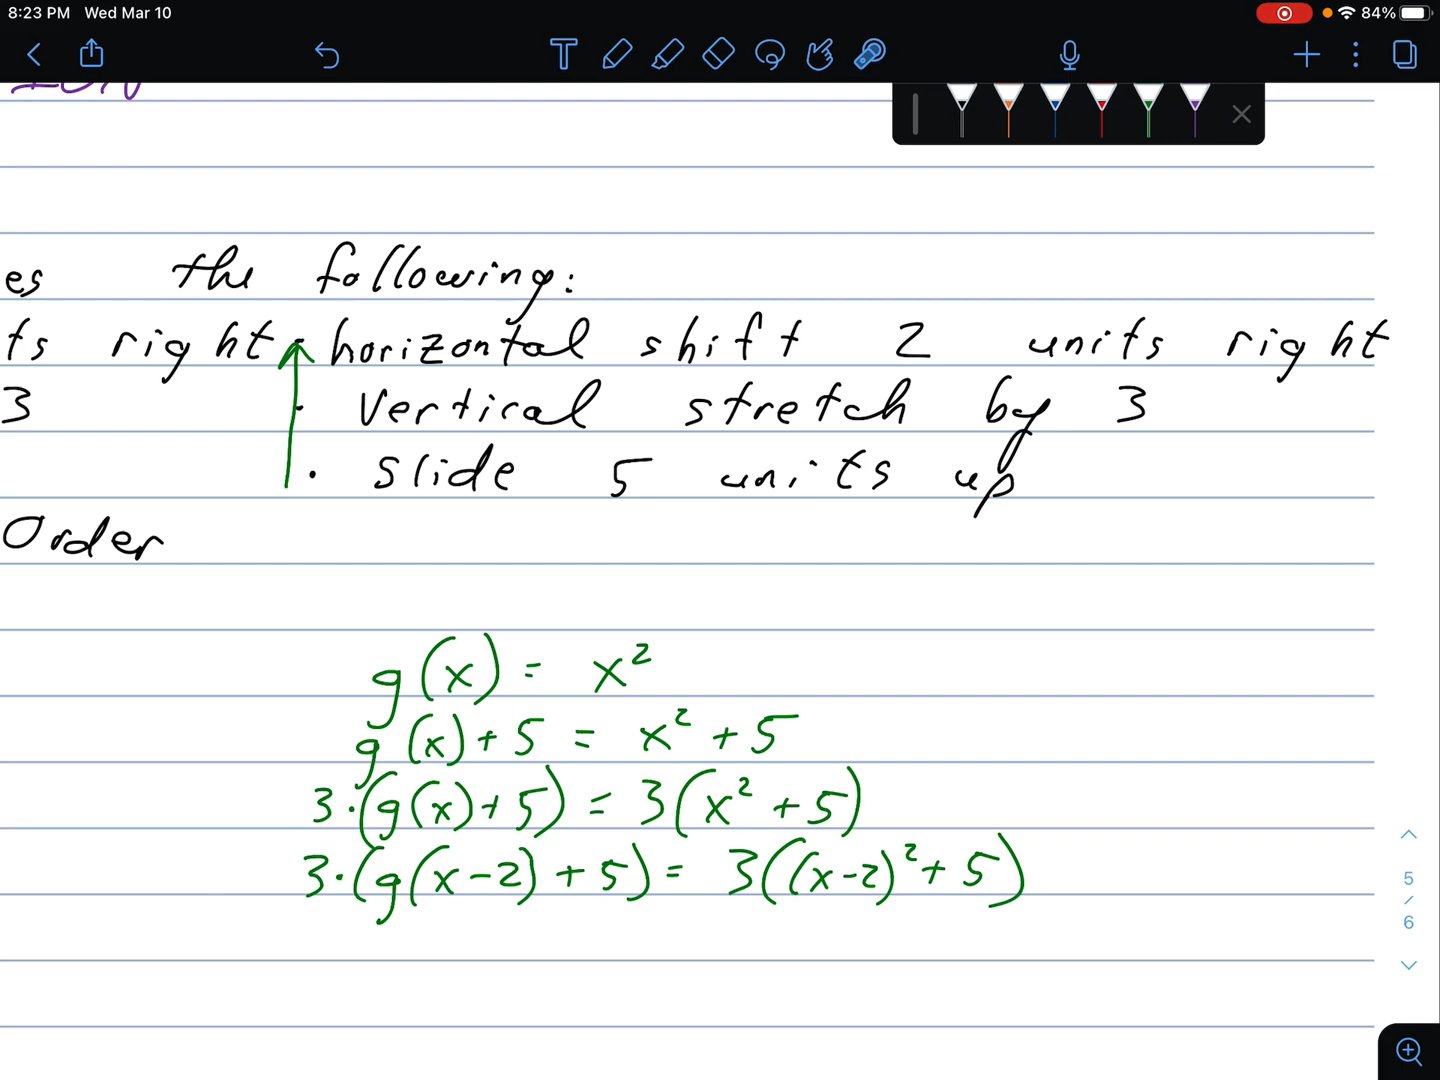 8:23 PM Wed Mar 10
84%
T
es the following:
ts right · horizontal shift 2 units right
3 · vertical stretch by 3
· slide 5 units up
Order
g(x) = x²
g(x) + 5 = x² + 5
3·(g(x) + 5) = 3(x² + 5)
3·(g(x-2) + 5) = 3((x-2)² + 5)
5
/
6